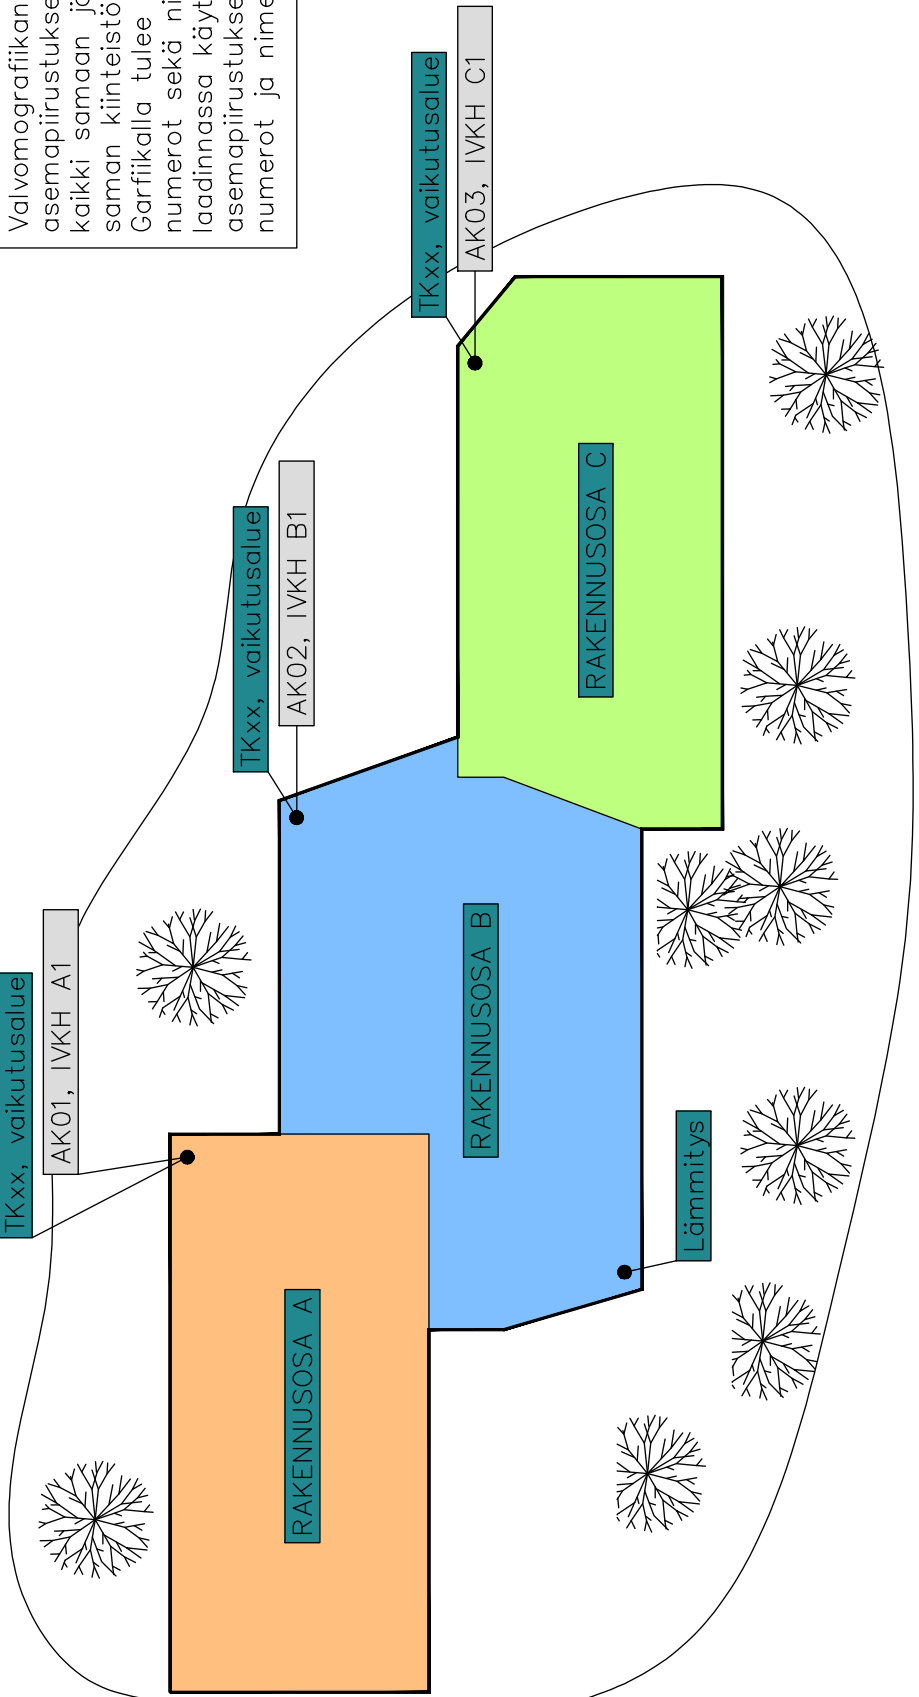 Valvomografiikan
asemapiirustukse
kaikki samaan jä
saman kiinteistö
Garfiikalla tulee
numerot sekä ni
laadinnassa käyt
asemapiirustukse
numerot ja nime
TKxx, vaikutusalue
AK01, IVKH A1
TKxx, vaikutusalue
AK02, IVKH B1
TKxx, vaikutusalue
AK03, IVKH C1
RAKENNUSOSA A
RAKENNUSOSA B
RAKENNUSOSA C
Lämmitys